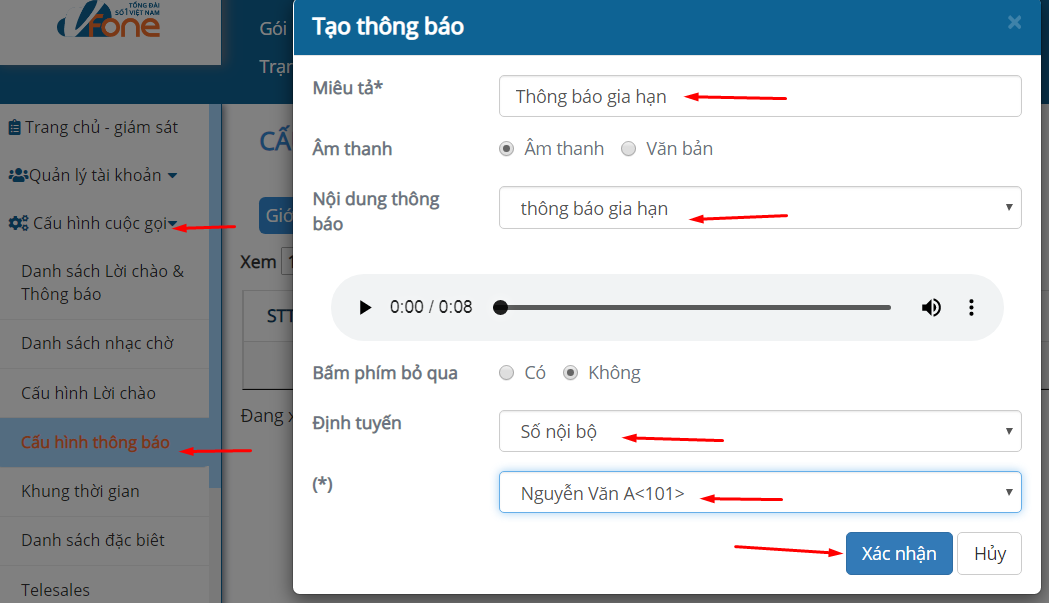 TỔNG ĐÀI
SỐ 1 VIỆT NAM
fone
Gói
Trang chủ - giám sát
Quản lý tài khoản
Cấu hình cuộc gọi
Danh sách Lời chào &
Thông báo
Danh sách nhạc chờ
Cấu hình Lời chào
Cấu hình thông báo
Khung thời gian
Danh sách đặc biêt
Telesales
CẤ
Xem
STT
Đang
Tạo thông báo
×
Miêu tả*
Thông báo gia hạn
Âm thanh
Âm thanh
Văn bản
Nội dung thông
báo
thông báo gia hạn
0:00 / 0:08
Bấm phím bỏ qua
Có
Không
Định tuyến
Số nội bộ
(*)
Nguyễn Văn A<101>
Xác nhận
Hủy